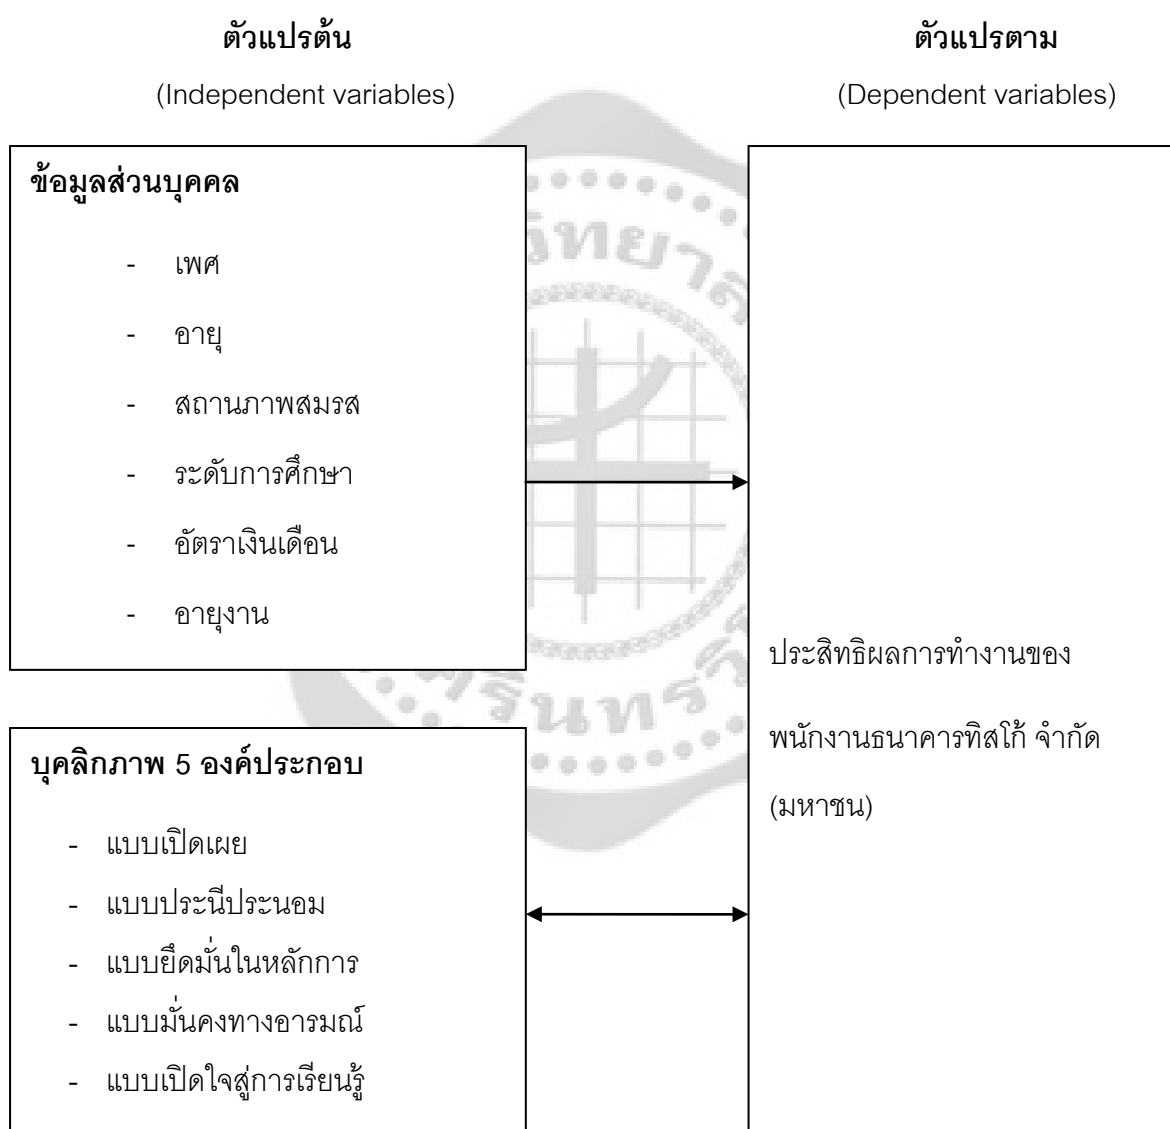 ตัวแปรต้น
(Independent variables)
ตัวแปรตาม
(Dependent variables)
ข้อมูลส่วนบุคคล
- เพศ
- อายุ
- สถานภาพสมรส
- ระดับการศึกษา
- อัตราเงินเดือน
- อายุงาน
บุคลิกภาพ 5 องค์ประกอบ
- แบบเปิดเผย
- แบบประนีประนอม
- แบบยึดมั่นในหลักการ
- แบบมั่นคงทางอารมณ์
- แบบเปิดใจสู่การเรียนรู้
ประสิทธิผลการทำงานของ
พนักงานธนาคารทิสโก้ จำกัด
(มหาชน)